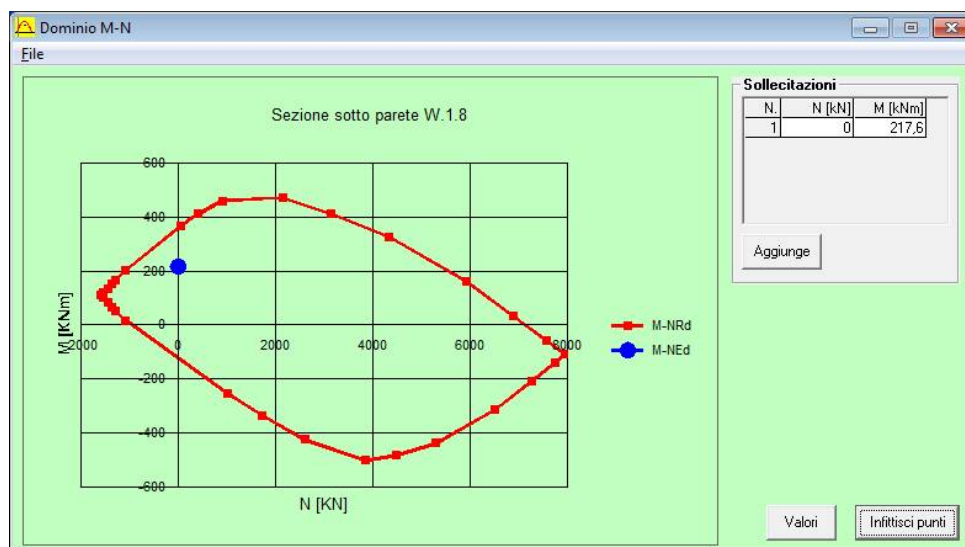 Dominio M-N
File
Sezione sotto parete W.1.8
600
400
200
0
-200
-400
-600
M [KNm]
-2000
0
2000
4000
6000
8000
N [KN]
M-NRd
M-NEd
Sollecitazioni
N. N [kN] M [kNm]
1 0 217,6
Aggiunge
Valori
Infittisci punti